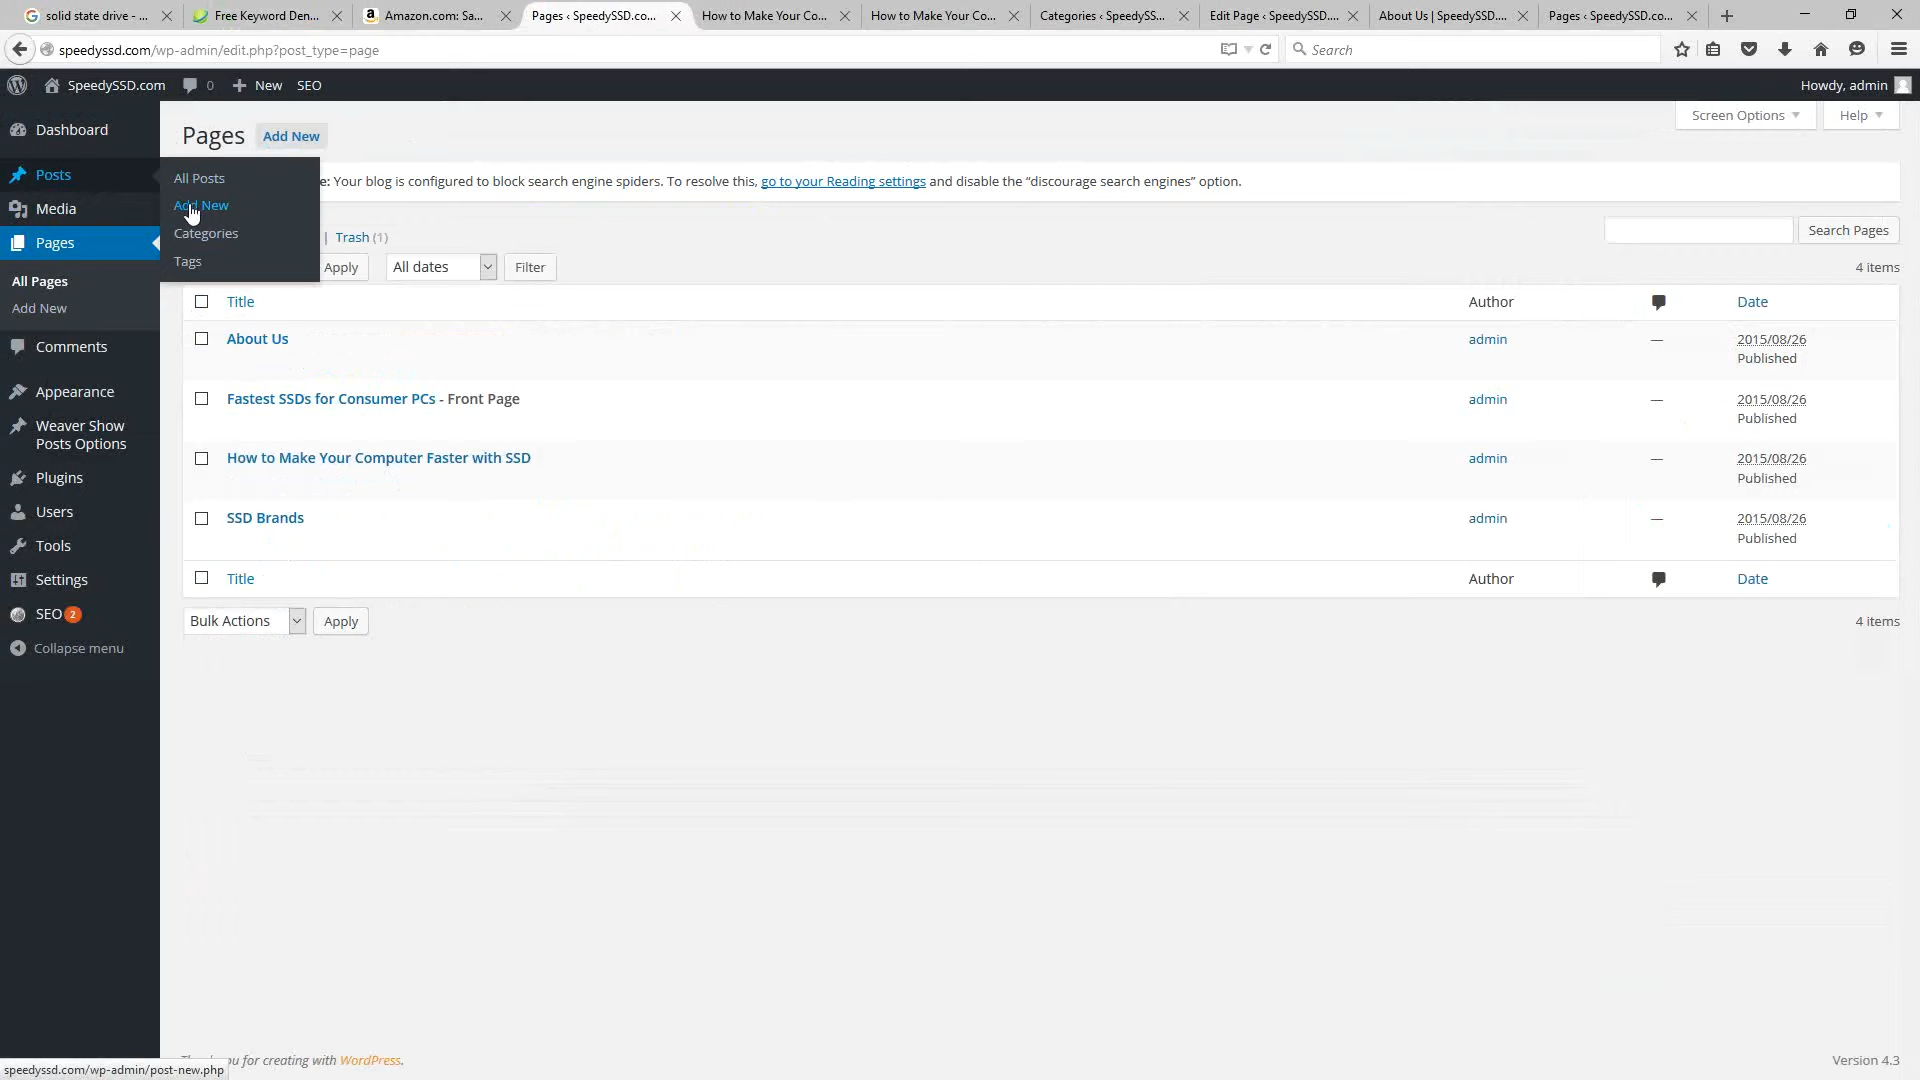 solid state drive - ...
Free Keyword Den...
Amazon.com: Sa...
Pages ‹ SpeedySSD.co...
How to Make Your Co...
How to Make Your Co...
Categories ‹ SpeedySS...
Edit Page ‹ SpeedySSD....
About Us | SpeedySSD....
Pages ‹ SpeedySSD.co...
speedyssd.com/wp-admin/edit.php?post_type=page
Search
SpeedySSD.com
0
New
SEO
Howdy, admin
Dashboard
Posts
Media
Pages
All Pages
Add New
Comments
Appearance
Weaver Show
Posts Options
Plugins
Users
Tools
Settings
SEO 2
Collapse menu
All Posts
Add New
Categories
Tags
Pages Add New
Screen Options
Help
e: Your blog is configured to block search engine spiders. To resolve this, go to your Reading settings and disable the “discourage search engines” option.
| Trash (1)
Search Pages
Apply
All dates
Filter
4 items
Title Author Date
About Us admin — 2015/08/26
Published
Fastest SSDs for Consumer PCs - Front Page admin — 2015/08/26
Published
How to Make Your Computer Faster with SSD admin — 2015/08/26
Published
SSD Brands admin — 2015/08/26
Published
Title Author Date
Bulk Actions Apply 4 items
you for creating with WordPress.
Version 4.3
speedyssd.com/wp-admin/post-new.php